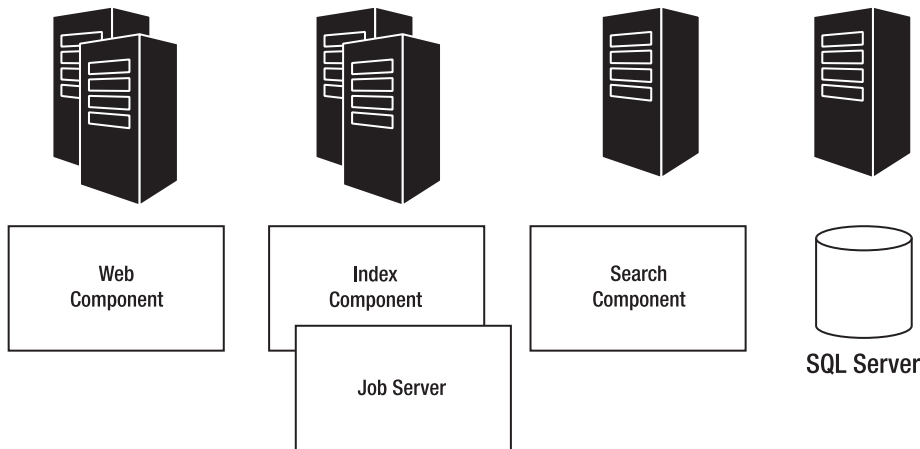 Web
Component
Index
Component
Search
Component
Job Server
SQL Server